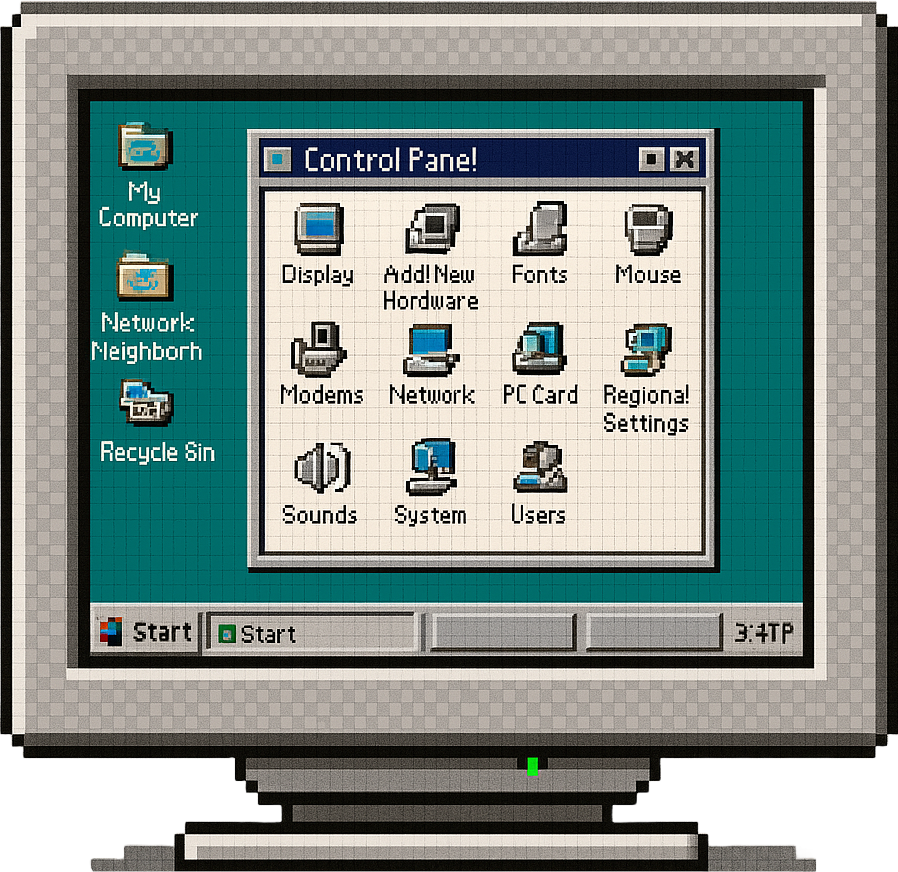 My
Computer
Network
Neighborh
Recycle Sin
Control Pane!
Display
Add! New
Hordware
Fonts
Mouse
Modems
Network
PC Card
Regiona!
Settings
Sounds
System
Users
Start
Start
3:4TP